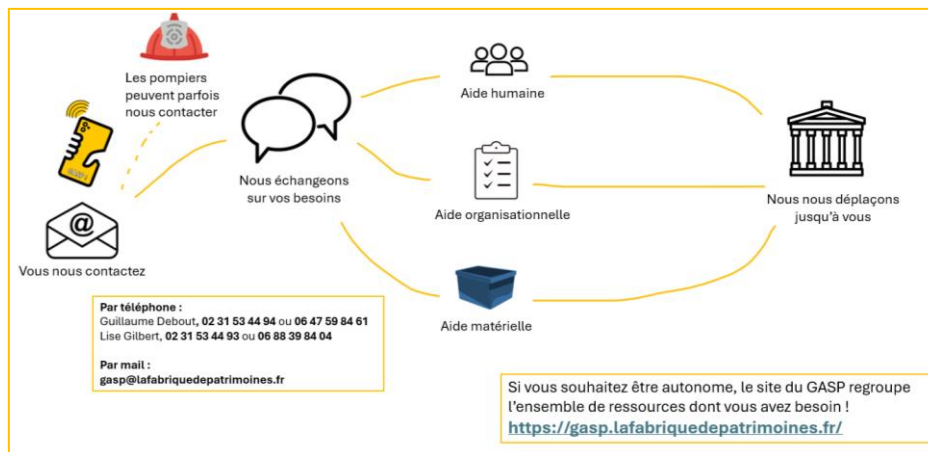 Les pompiers
peuvent parfois
nous contacter
@
Vous nous contactez
Nous échangeons
sur vos besoins
Aide humaine
Aide organisationnelle
Aide matérielle
Nous nous déplaçons
jusqu'à vous
Par téléphone :
Guillaume Debout, 02 31 53 44 94 ou 06 47 59 84 61
Lise Gilbert, 02 31 53 44 93 ou 06 88 39 84 04
Par mail :
gasp@lafabriquedepatrimoines.fr
Si vous souhaitez être autonome, le site du GASP regroupe
l'ensemble de ressources dont vous avez besoin !
https://gasp.lafabriquedepatrimoines.fr/